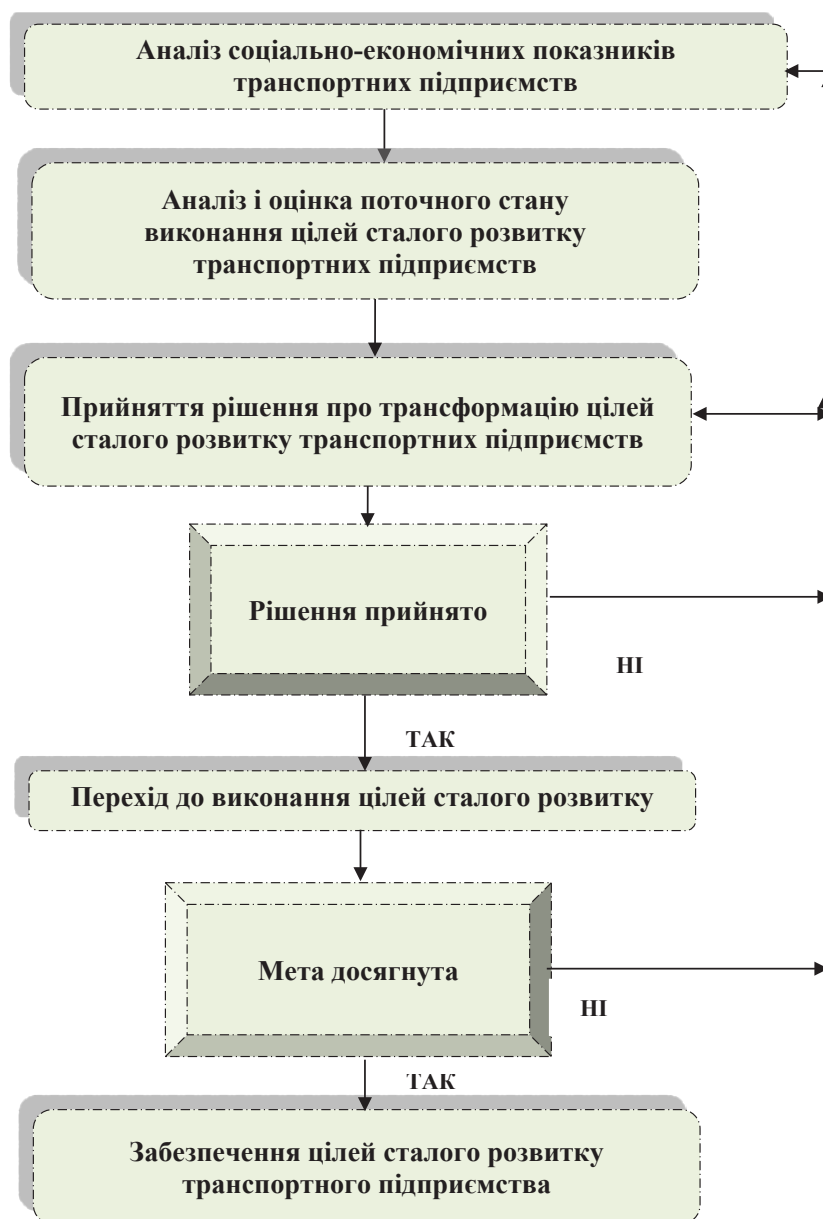 Аналіз соціально-економічних показників
транспортних підприємств
Аналіз і оцінка поточного стану
виконання цілей сталого розвитку
транспортних підприємств
Прийняття рішення про трансформацію цілей
сталого розвитку транспортних підприємств
Рішення прийнято
НІ
ТАК
Перехід до виконання цілей сталого розвитку
Мета досягнута
НІ
ТАК
Забезпечення цілей сталого розвитку
транспортного підприємства